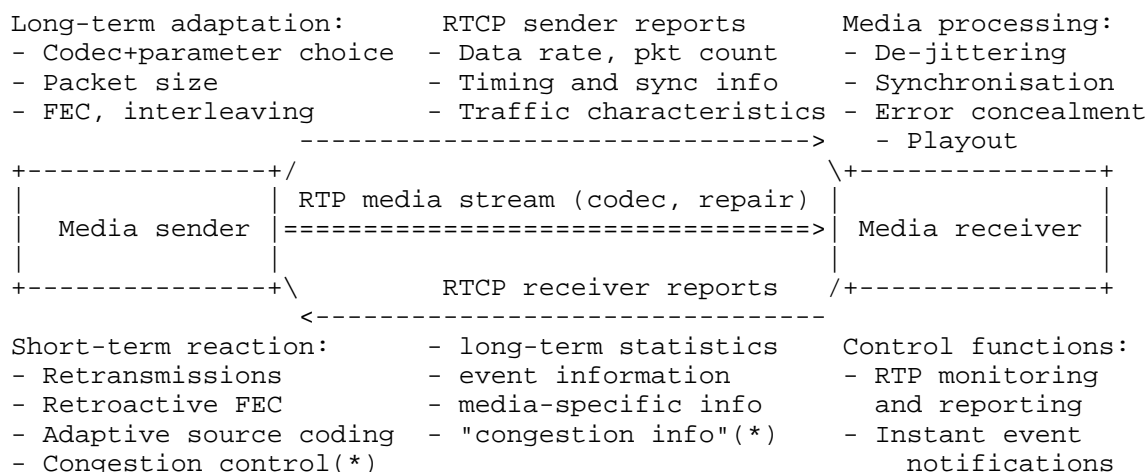 Long-term adaptation:     RTCP sender reports       Media processing:
- Codec+parameter choice  - Data rate, pkt count    - De-jittering
- Packet size             - Timing and sync info    - Synchronisation
- FEC, interleaving       - Traffic characteristics - Error concealment
                  -------------------------------->   - Playout
+---------------+/                                  \+---------------+
|               | RTP media stream (codec, repair) |                |
|  Media sender |=================================>| Media receiver |
|               |                                  |                |
+---------------+\         RTCP receiver reports   /+---------------+
                  <--------------------------------
Short-term reaction:      - long-term statistics    Control functions:
- Retransmissions         - event information       - RTP monitoring
- Retroactive FEC         - media-specific info       and reporting
- Adaptive source coding  - "congestion info"(*)    - Instant event
- Congestion control(*)                                 notifications